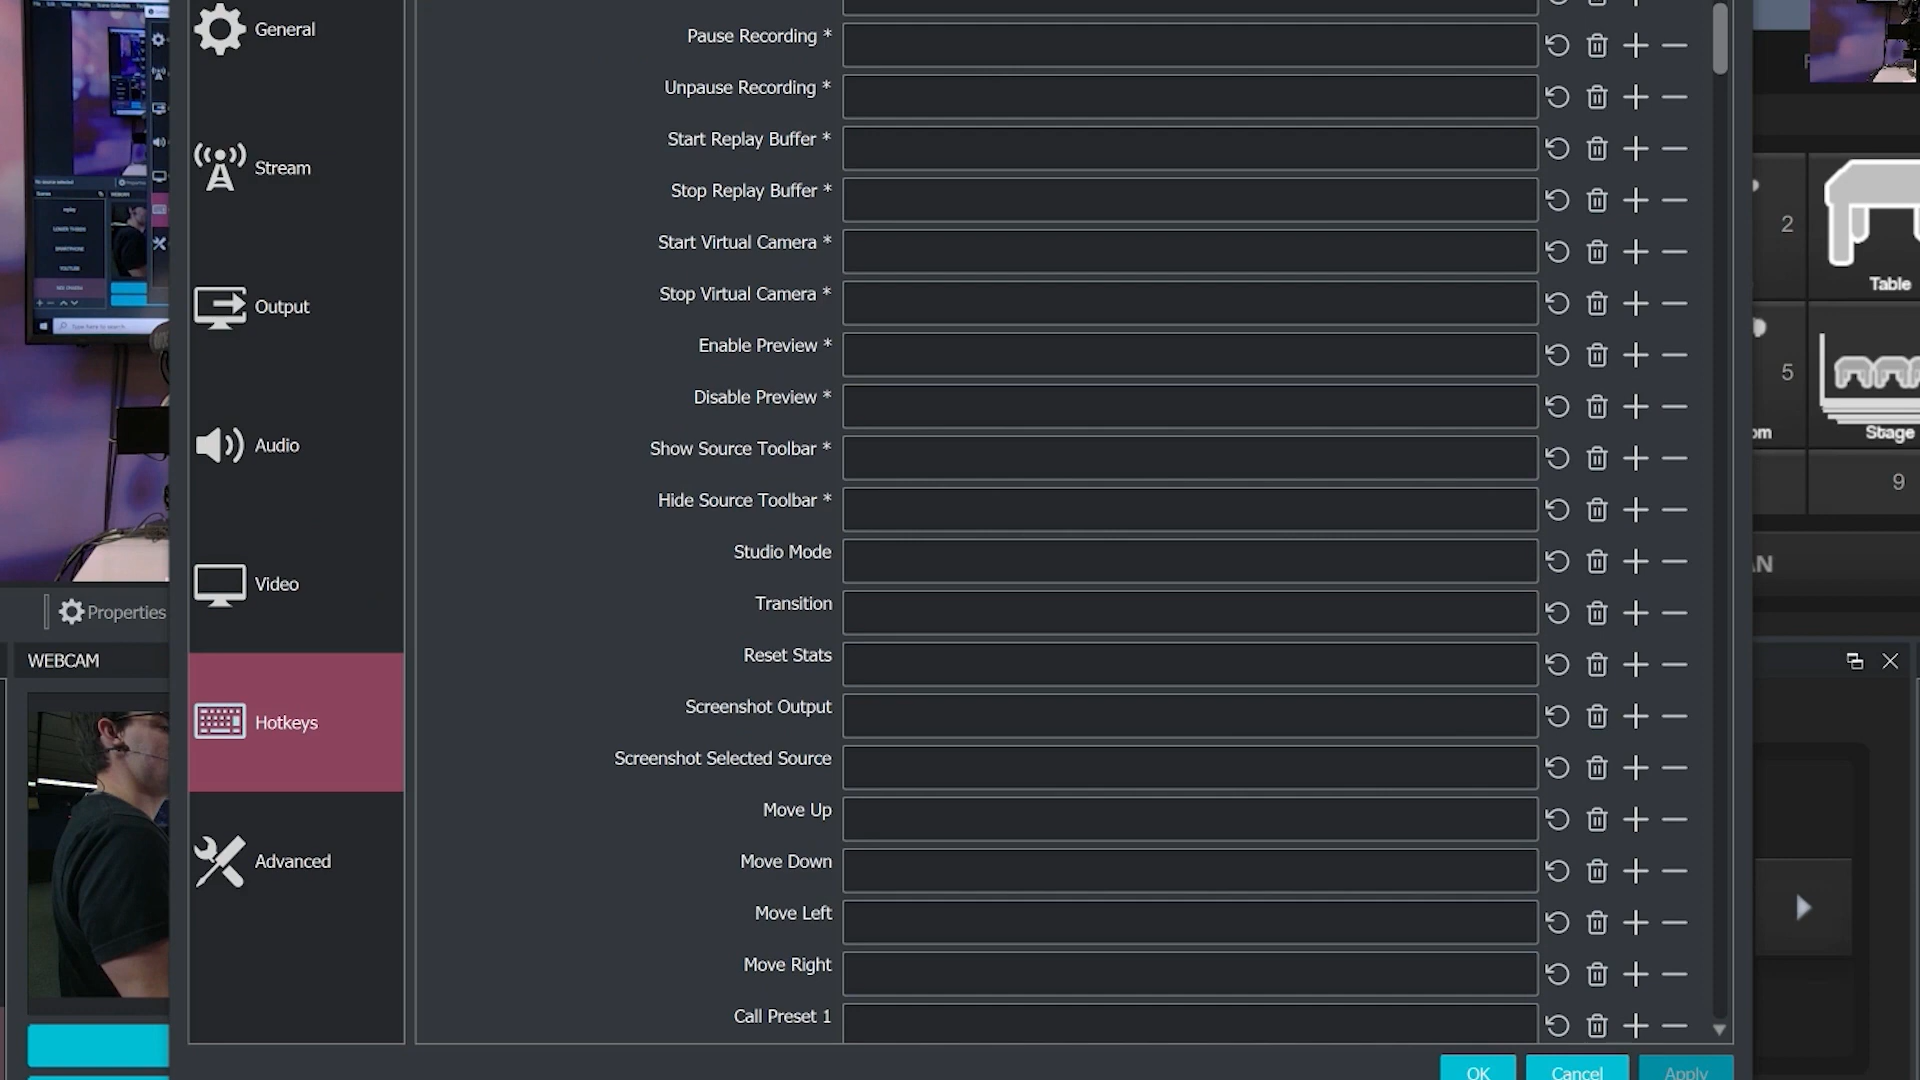 General
Stream
Output
Audio
Video
Hotkeys
Advanced
Pause Recording *
Unpause Recording *
Start Replay Buffer *
Stop Replay Buffer *
Start Virtual Camera *
Stop Virtual Camera *
Enable Preview *
Disable Preview *
Show Source Toolbar *
Hide Source Toolbar *
Studio Mode
Transition
Reset Stats
Screenshot Output
Screenshot Selected Source
Move Up
Move Down
Move Left
Move Right
Call Preset 1
OK
Cancel
Apply
Properties
WEBCAM
2
Table
5
Stage
9